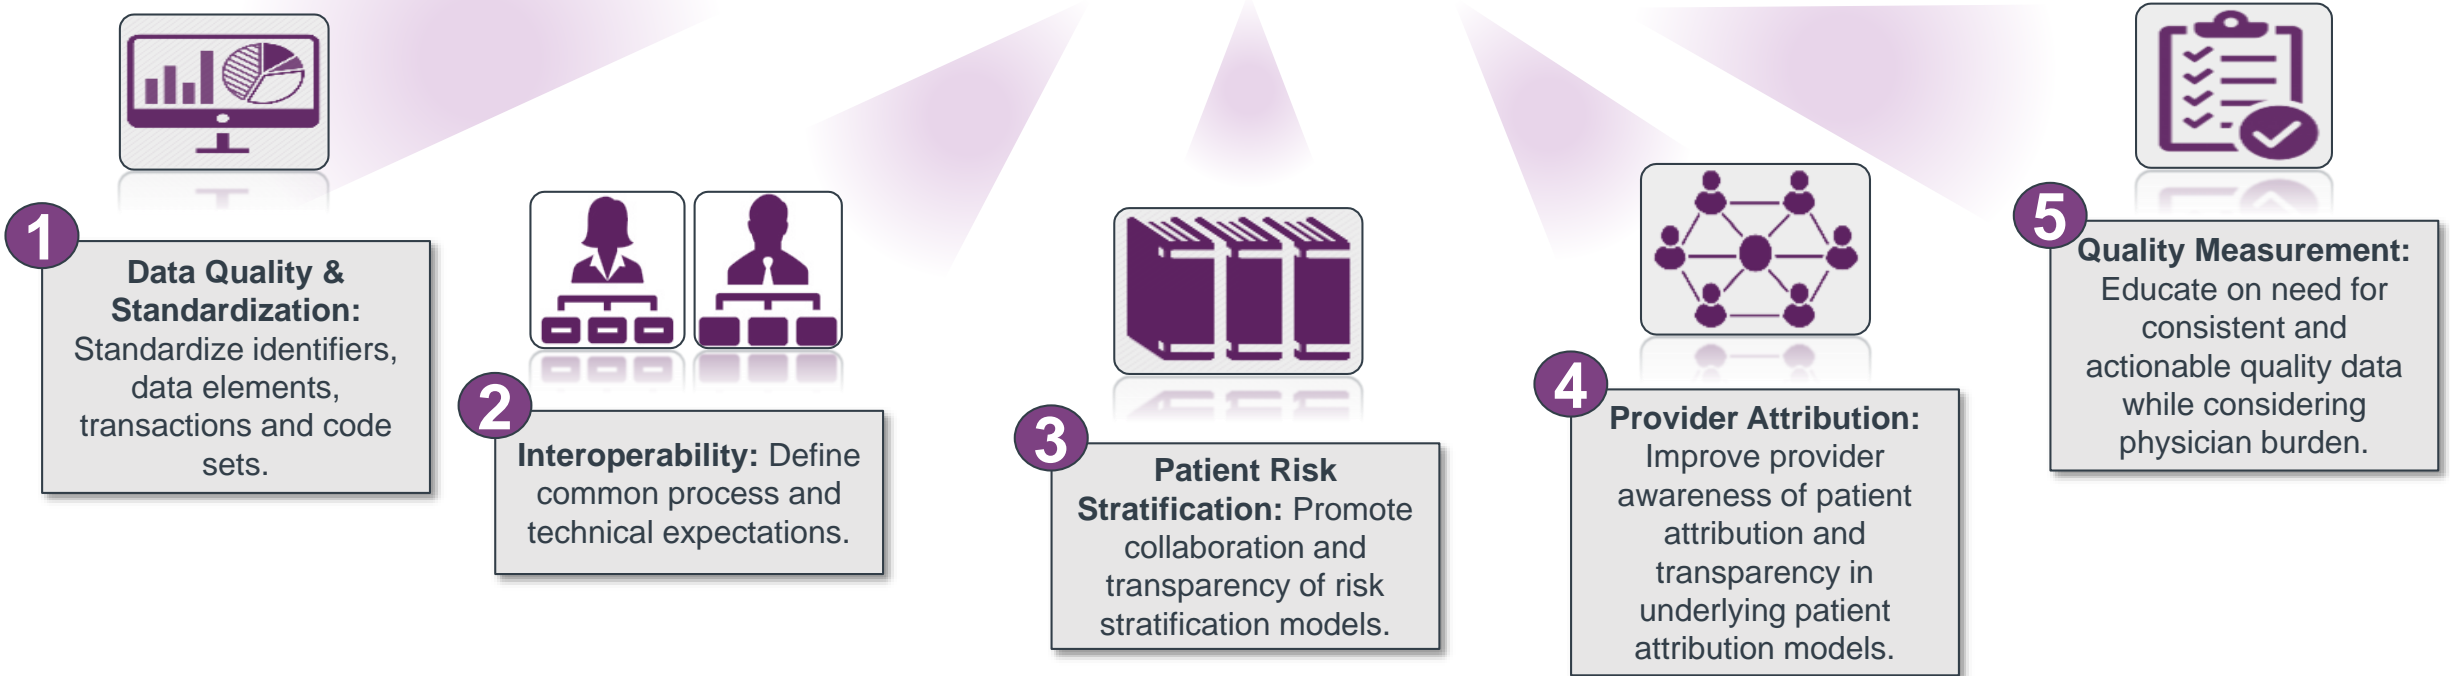 1
Data Quality &
Standardization:
Standardize identifiers,
data elements,
transactions and code
sets.
2
Interoperability: Define
common process and
technical expectations.
3
Patient Risk
Stratification: Promote
collaboration and
transparency of risk
stratification models.
4
Provider Attribution:
Improve provider
awareness of patient
attribution and
transparency in
underlying patient
attribution models.
5
Quality Measurement:
Educate on need for
consistent and
actionable quality data
while considering
physician burden.